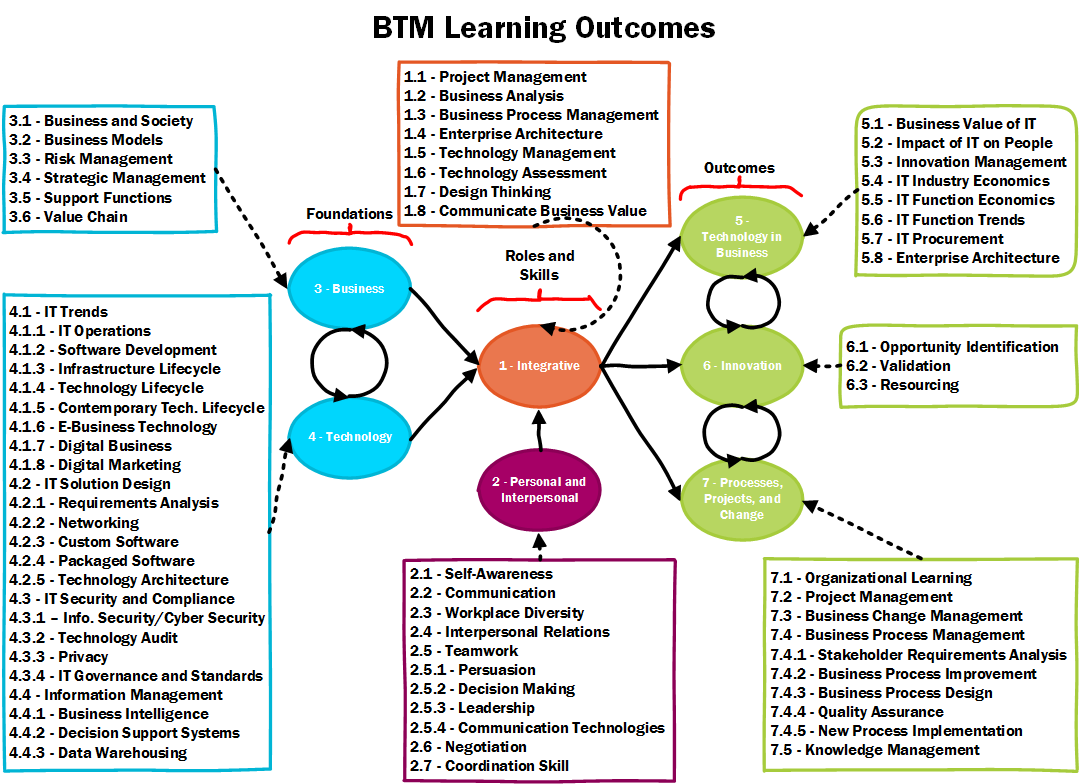 BTM Learning Outcomes
1.1 - Project Management
1.2 - Business Analysis
1.3 - Business Process Management
1.4 - Enterprise Architecture
1.5 - Technology Management
1.6 - Technology Assessment
1.7 - Design Thinking
1.8 - Communicate Business Value
3.1 - Business and Society
3.2 - Business Models
3.3 - Risk Management
3.4 - Strategic Management
3.5 - Support Functions
3.6 - Value Chain
5.1 - Business Value of IT
5.2 - Impact of IT on People
5.3 - Innovation Management
5.4 - IT Industry Economics
5.5 - IT Function Economics
5.6 - IT Function Trends
5.7 - IT Procurement
5.8 - Enterprise Architecture
Foundations
Roles and
Skills
Outcomes
3 - Business
4 - Technology
1 - Integrative
2 - Personal and
Interpersonal
5 -
Technology in
Business
6 - Innovation
7 - Processes,
Projects, and
Change
4.1 - IT Trends
4.1.1 - IT Operations
4.1.2 - Software Development
4.1.3 - Infrastructure Lifecycle
4.1.4 - Technology Lifecycle
4.1.5 - Contemporary Tech. Lifecycle
4.1.6 - E-Business Technology
4.1.7 - Digital Business
4.1.8 - Digital Marketing
4.2 - IT Solution Design
4.2.1 - Requirements Analysis
4.2.2 - Networking
4.2.3 - Custom Software
4.2.4 - Packaged Software
4.2.5 - Technology Architecture
4.3 - IT Security and Compliance
4.3.1 – Info. Security/Cyber Security
4.3.2 - Technology Audit
4.3.3 - Privacy
4.3.4 - IT Governance and Standards
4.4 - Information Management
4.4.1 - Business Intelligence
4.4.2 - Decision Support Systems
4.4.3 - Data Warehousing
6.1 - Opportunity Identification
6.2 - Validation
6.3 - Resourcing
2.1 - Self-Awareness
2.2 - Communication
2.3 - Workplace Diversity
2.4 - Interpersonal Relations
2.5 - Teamwork
2.5.1 - Persuasion
2.5.2 - Decision Making
2.5.3 - Leadership
2.5.4 - Communication Technologies
2.6 - Negotiation
2.7 - Coordination Skill
7.1 - Organizational Learning
7.2 - Project Management
7.3 - Business Change Management
7.4 - Business Process Management
7.4.1 - Stakeholder Requirements Analysis
7.4.2 - Business Process Improvement
7.4.3 - Business Process Design
7.4.4 - Quality Assurance
7.4.5 - New Process Implementation
7.5 - Knowledge Management